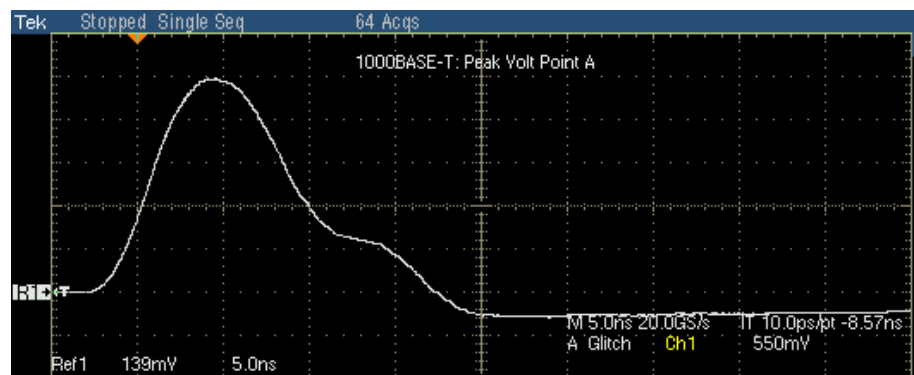 Tek Stopped Single Seq 64 Acqs
1000BASE-T: Peak Volt Point A
R1
T
M 5.0ns 20.0GS/s IT 10.0ps/pt -8.57ns
A Glitch Ch1 550mV
Ref1 139mV 5.0ns